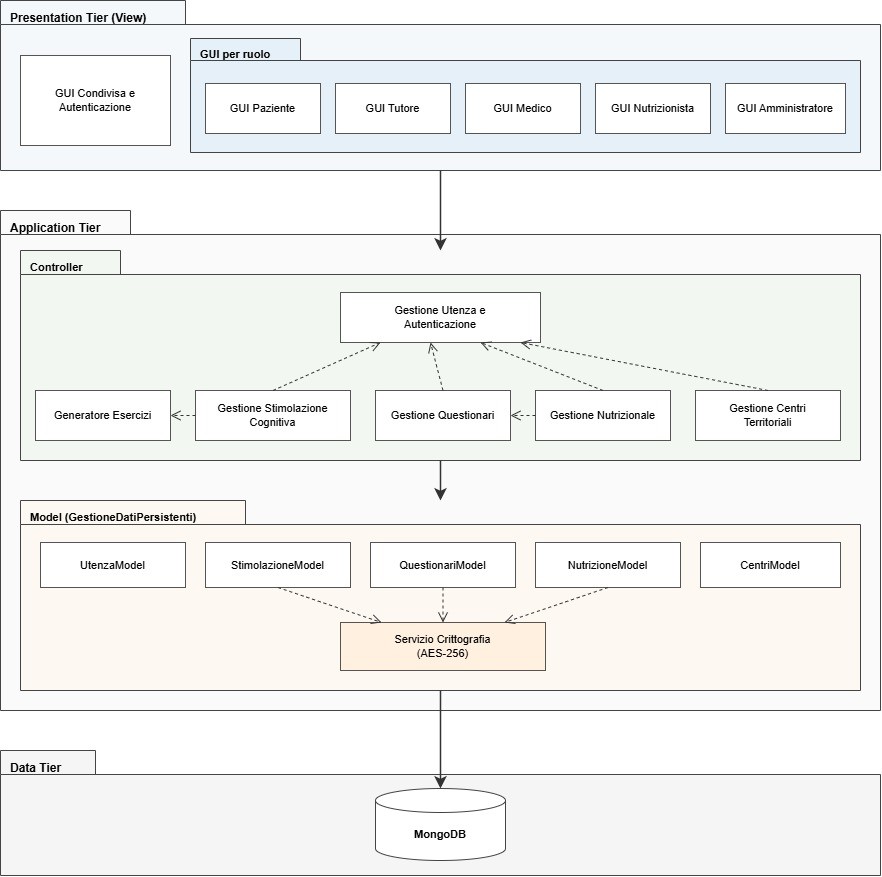 Presentation Tier (View)
GUI per ruolo
GUI Condivisa e
Autenticazione
GUI Paziente
GUI Tutore
GUI Medico
GUI Nutrizionista
GUI Amministratore
Application Tier
Controller
Gestione Utenza e
Autenticazione
Generatore Esercizi
Gestione Stimolazione
Cognitiva
Gestione Questionari
Gestione Nutrizionale
Gestione Centri
Territoriali
Model (GestioneDatiPersistenti)
UtenzaModel
StimolazioneModel
QuestionariModel
NutrizioneModel
CentriModel
Servizio Crittografia
(AES-256)
Data Tier
MongoDB